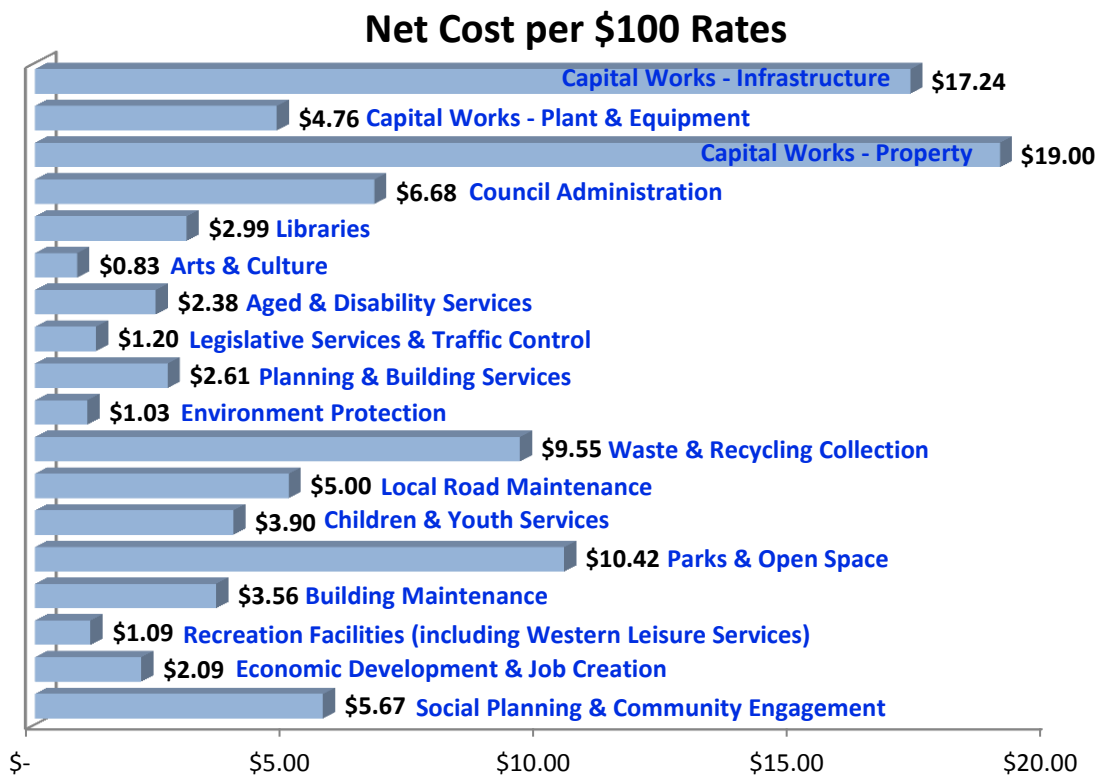 Net Cost per $100 Rates
Capital Works - Infrastructure $17.24
$4.76 Capital Works - Plant & Equipment
Capital Works - Property $19.00
$6.68 Council Administration
$2.99 Libraries
$0.83 Arts & Culture
$2.38 Aged & Disability Services
$1.20 Legislative Services & Traffic Control
$2.61 Planning & Building Services
$1.03 Environment Protection
$9.55 Waste & Recycling Collection
$5.00 Local Road Maintenance
$3.90 Children & Youth Services
$10.42 Parks & Open Space
$3.56 Building Maintenance
$1.09 Recreation Facilities (including Western Leisure Services)
$2.09 Economic Development & Job Creation
$5.67 Social Planning & Community Engagement
$- $5.00 $10.00 $15.00 $20.00